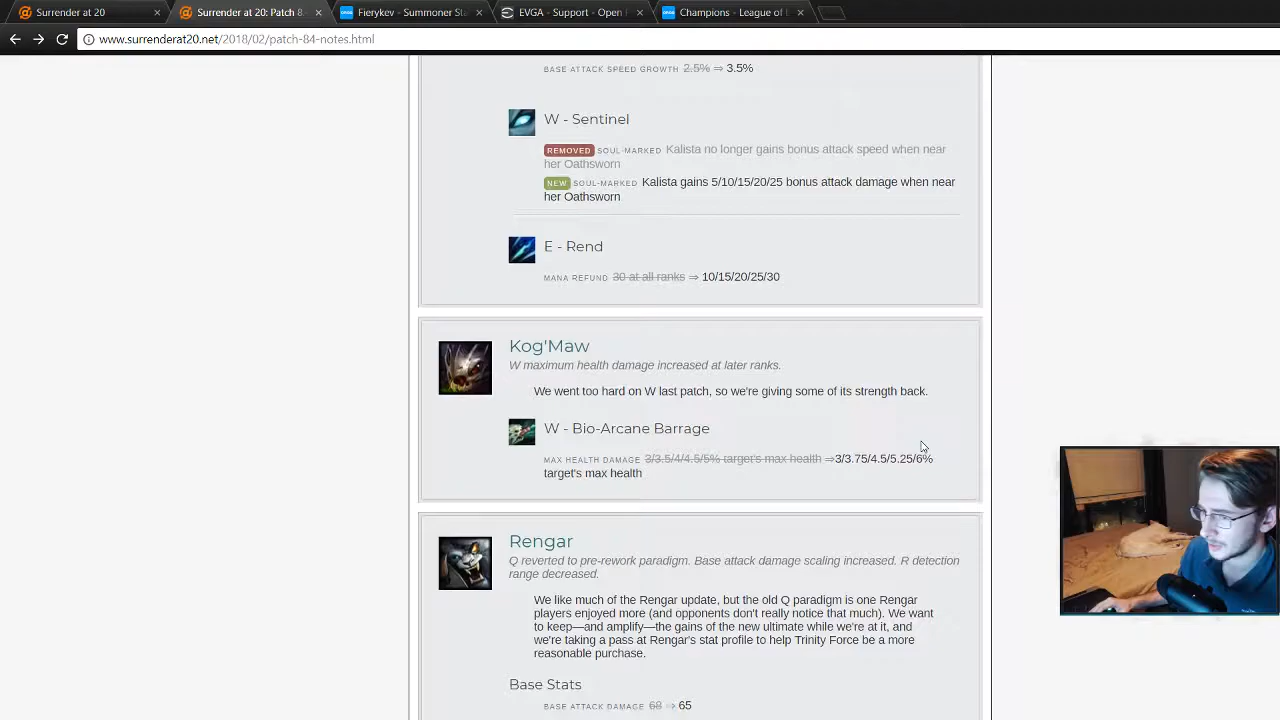 Surrender at 20
Surrender at 20: Patch 8.
Fierykev - Summoner Sta
EVGA - Support - Open
Champions - League of L
www.surrenderat20.net/2018/02/patch-84-notes.html
BASE ATTACK SPEED GROWTH 2.5% ⇒ 3.5%
W - Sentinel
REMOVED SOUL-MARKED Kalista no longer gains bonus attack speed when near
her Oathsworn
NEW SOUL-MARKED Kalista gains 5/10/15/20/25 bonus attack damage when near
her Oathsworn
E - Rend
MANA REFUND 30 at all ranks ⇒ 10/15/20/25/30
Kog'Maw
W maximum health damage increased at later ranks.
We went too hard on W last patch, so we're giving some of its strength back.
W - Bio-Arcane Barrage
MAX HEALTH DAMAGE 3/3.5/4/4.5/5% target's max health ⇒3/3.75/4.5/5.25/6%
target's max health
Rengar
Q reverted to pre-rework paradigm. Base attack damage scaling increased. R detection
range decreased.
We like much of the Rengar update, but the old Q paradigm is one Rengar
players enjoyed more (and opponents don't really notice that much). We want
to keep—and amplify—the gains of the new ultimate while we're at it, and
we're taking a pass at Rengar's stat profile to help Trinity Force be a more
reasonable purchase.
Base Stats
BASE ATTACK DAMAGE 68 ⇒ 65